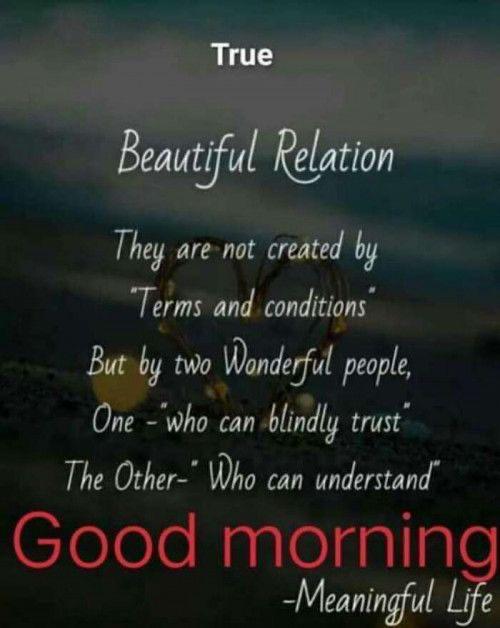 True
Beautiful Relation
They are not created by
"Terms and conditions"
But by two Wonderful people,
One -"who can blindly trust"
The Other-" Who can understand"
Good morning
-Meaningful Life